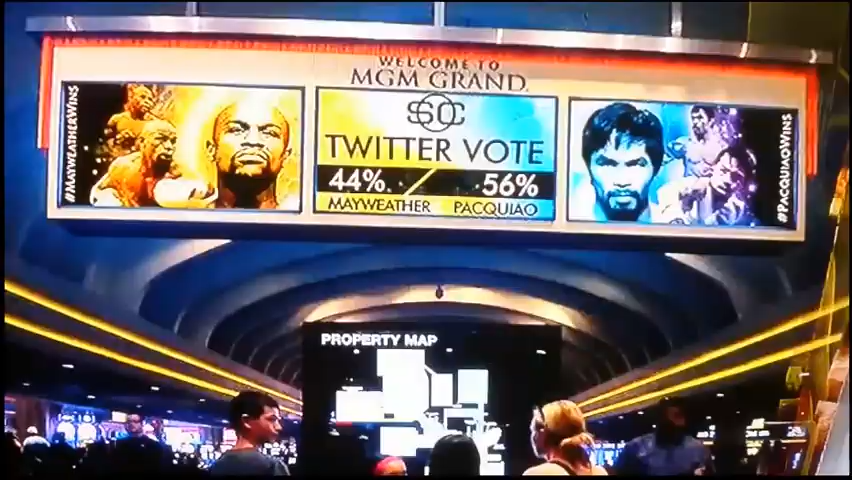 WELCOME TO
MGM GRAND
#MAYWEATHERWINS
SC
TWITTER VOTE
44% 56%
MAYWEATHER PACQUIAO
#PACQUIAOWINS
PROPERTY MAP